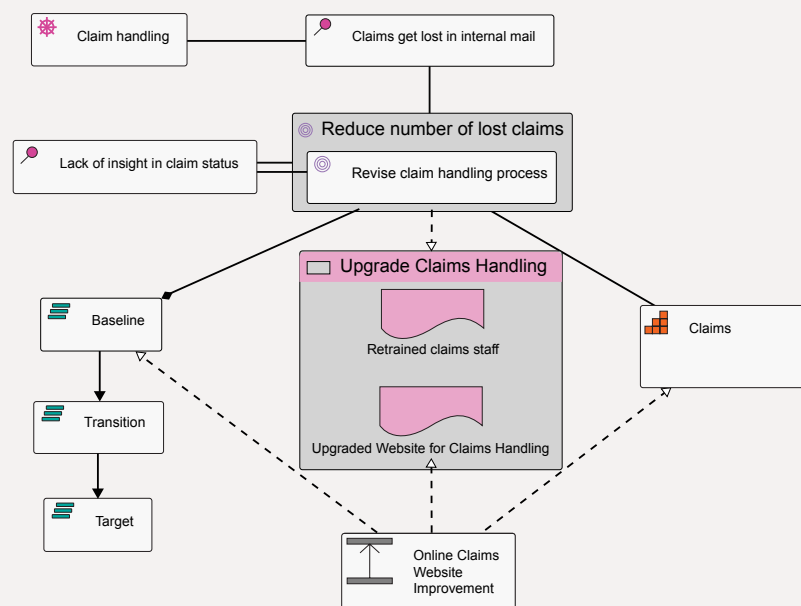 Claim handling
Claims get lost in internal mail
Reduce number of lost claims
Lack of insight in claim status
Revise claim handling process
Upgrade Claims Handling
Baseline
Claims
Retrained claims staff
Transition
Upgraded Website for Claims Handling
Target
Online Claims
Website
Improvement